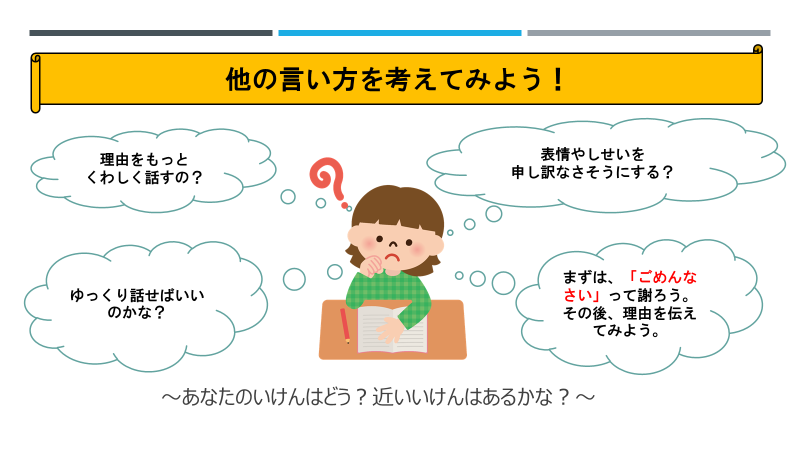 他の言い方を考えてみよう！
理由をもっと
くわしく話すの？
表情やしせいを
申し訳なさそうにする？
ゆっくり話せばいい
のかな？
まずは、「ごめんな
さい」って謝ろう。
その後、理由を伝え
てみよう。
～あなたのいけんはどう？近いいけんはあるかな？～